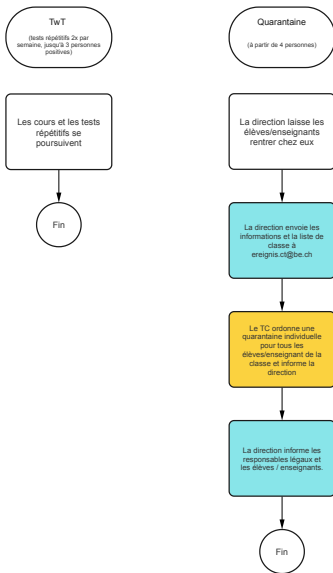 TwT
(tests répétitifs 2x par
semaine, jusqu'à 3 personnes
positives)
Les cours et les tests
répétitifs se
poursuivent
Fin
Quarantaine
(à partir de 4 personnes)
La direction laisse les
élèves/enseignants
rentrer chez eux
La direction envoie les
informations et la liste de
classe à
ereignis.ct@be.ch
Le TC ordonne une
quarantaine individuelle
pour tous les
élèves/enseignant de la
classe et informe la
direction
La direction informe les
responsables légaux et
les élèves / enseignants.
Fin